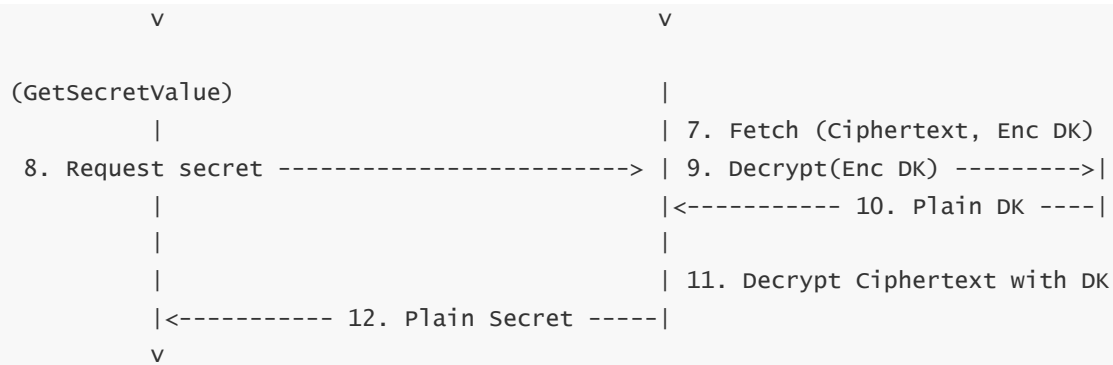 v                                   v
(GetSecretValue)                               |
         |                                   | 7. Fetch (Ciphertext, Enc DK)
 8. Request secret -------------------------> | 9. Decrypt(Enc DK) --------->|
         |                                   |<----------- 10. Plain DK ----|
         |                                   |
         |                                   | 11. Decrypt Ciphertext with DK
         |<----------- 12. Plain Secret -----|
         v